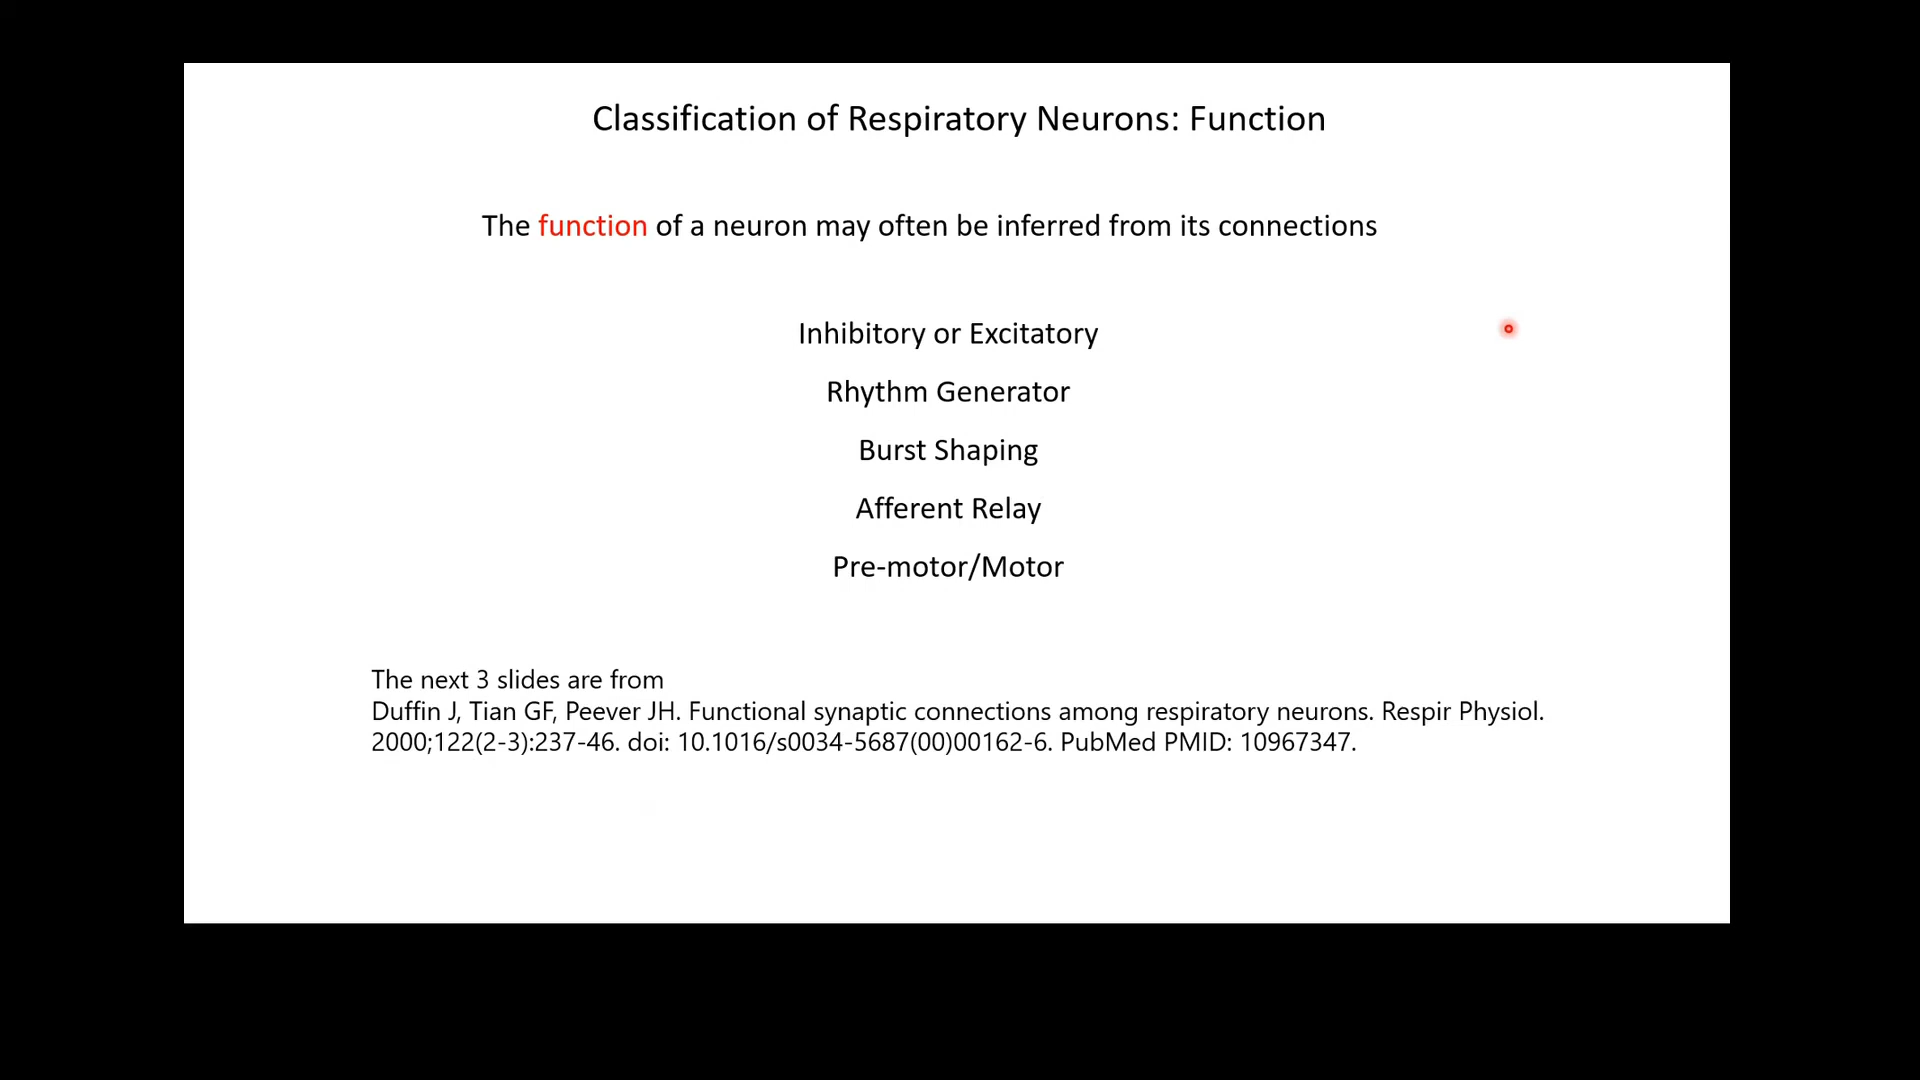 Classification of Respiratory Neurons: Function
The function of a neuron may often be inferred from its connections
Inhibitory or Excitatory
Rhythm Generator
Burst Shaping
Afferent Relay
Pre-motor/Motor
The next 3 slides are from
Duffin J, Tian GF, Peever JH. Functional synaptic connections among respiratory neurons. Respir Physiol.
2000;122(2-3):237-46. doi: 10.1016/s0034-5687(00)00162-6. PubMed PMID: 10967347.